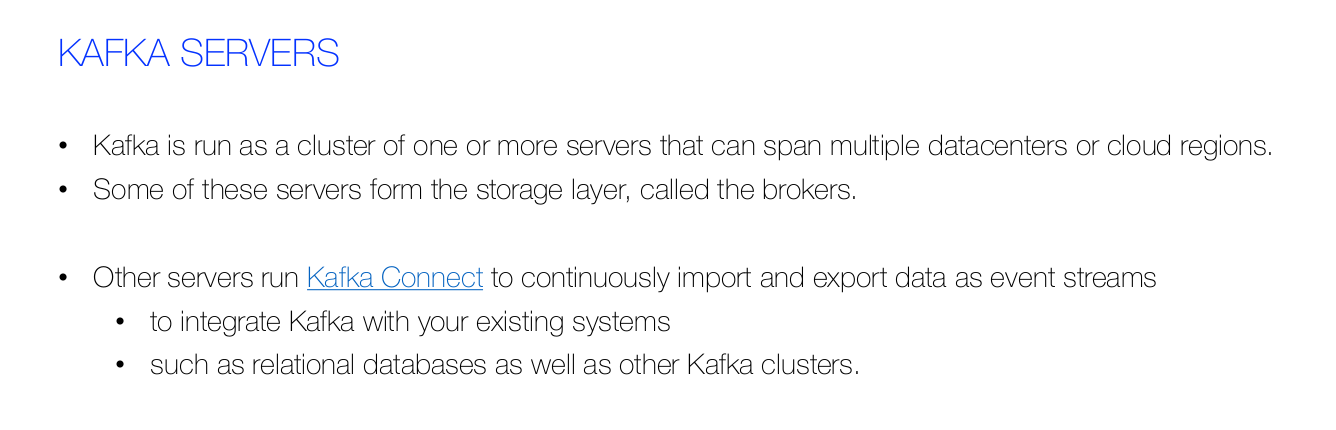 KAFKA SERVERS
• Kafka is run as a cluster of one or more servers that can span multiple datacenters or cloud regions.
• Some of these servers form the storage layer, called the brokers.
• Other servers run Kafka Connect to continuously import and export data as event streams
• to integrate Kafka with your existing systems
• such as relational databases as well as other Kafka clusters.